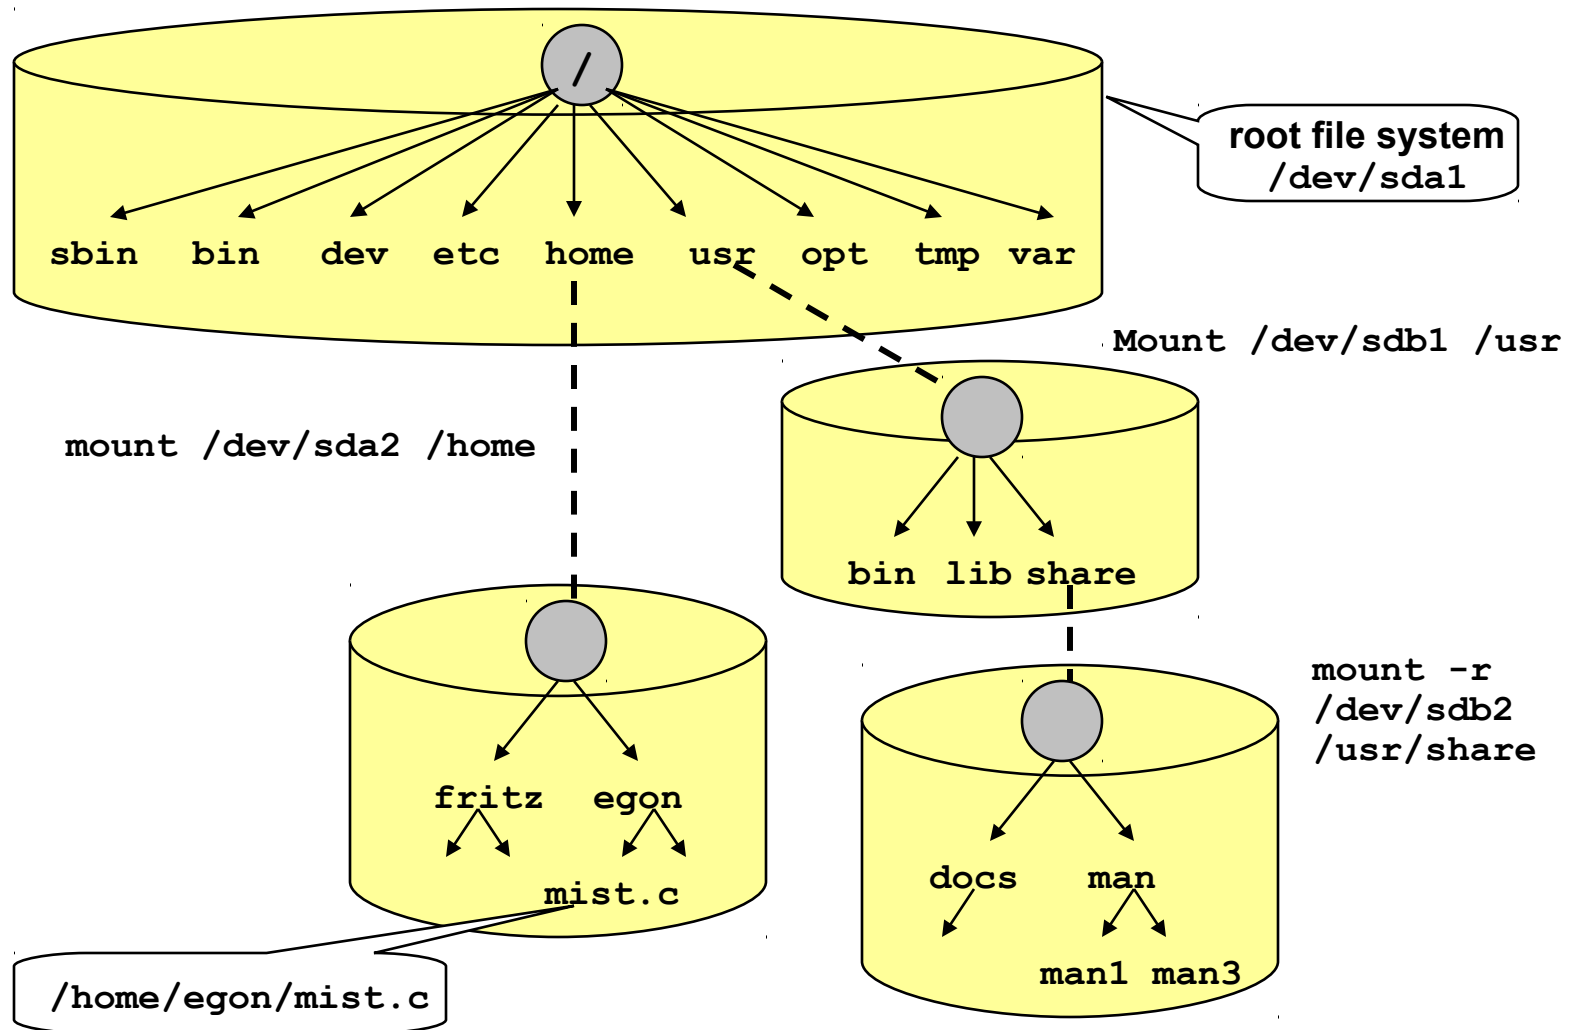 /
root file system
/dev/sda1
sbin bin dev etc home usr opt tmp var
Mount /dev/sdb1 /usr
mount /dev/sda2 /home
bin lib share
mount -r
/dev/sdb2
/usr/share
fritz egon
mist.c
docs man
man1 man3
/home/egon/mist.c